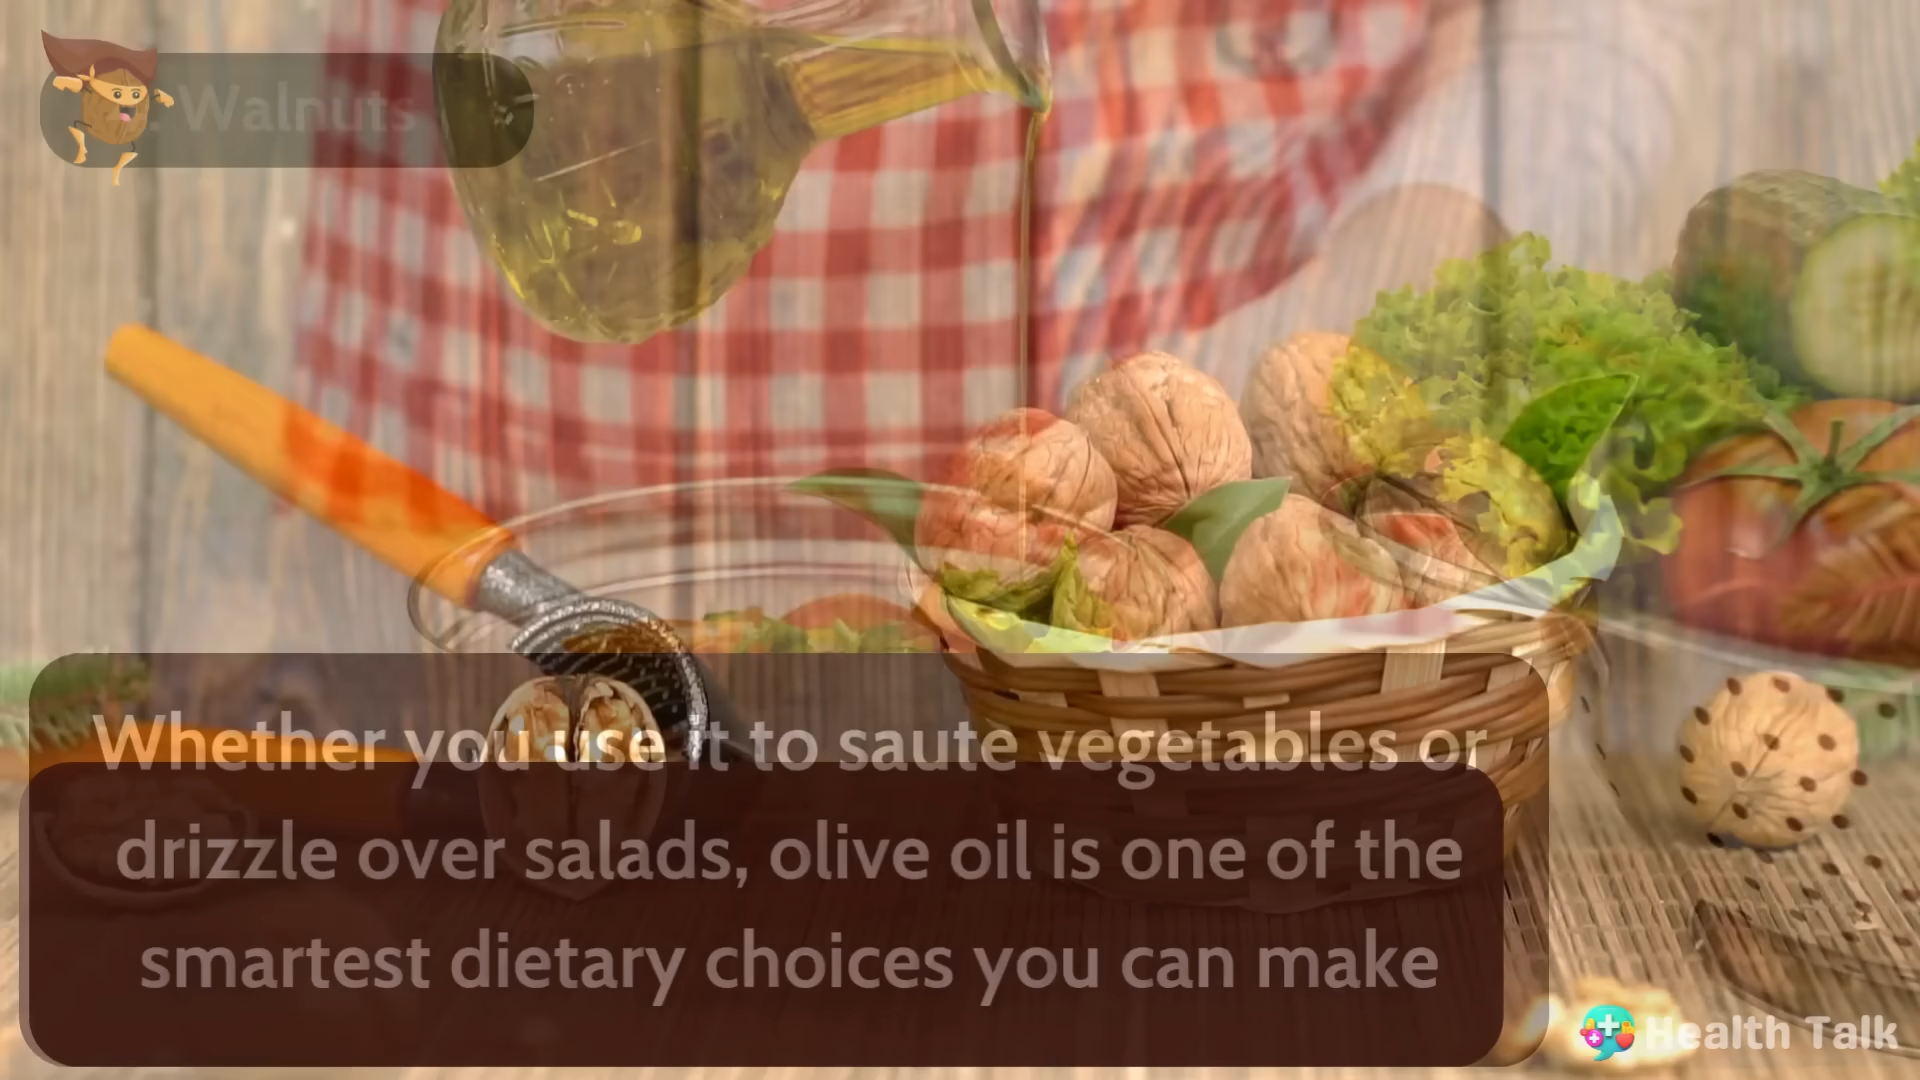 Walnuts
Whether you use it to saute vegetables or
drizzle over salads, olive oil is one of the
smartest dietary choices you can make
Health Talk